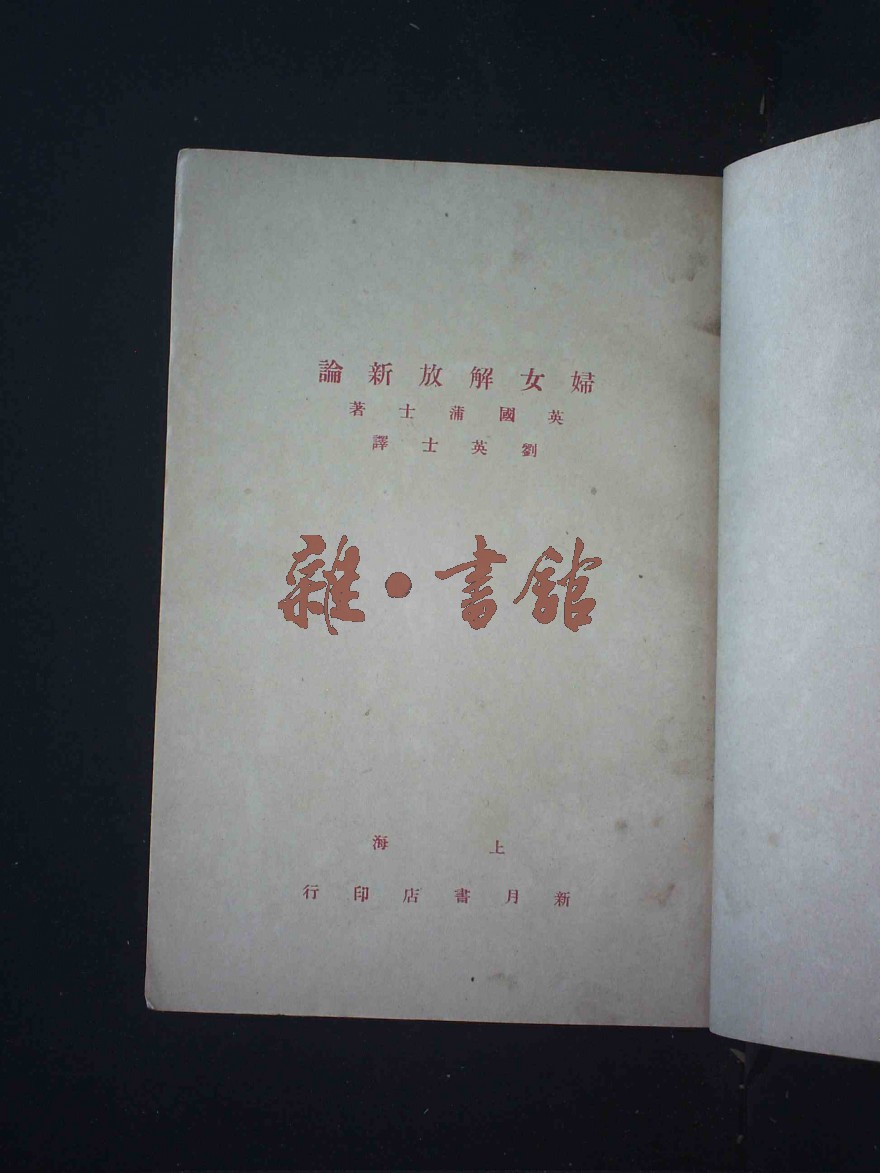 婦女解放新論
英國蒲士著
劉英士譯
雜·書館
上海
新月書店印行